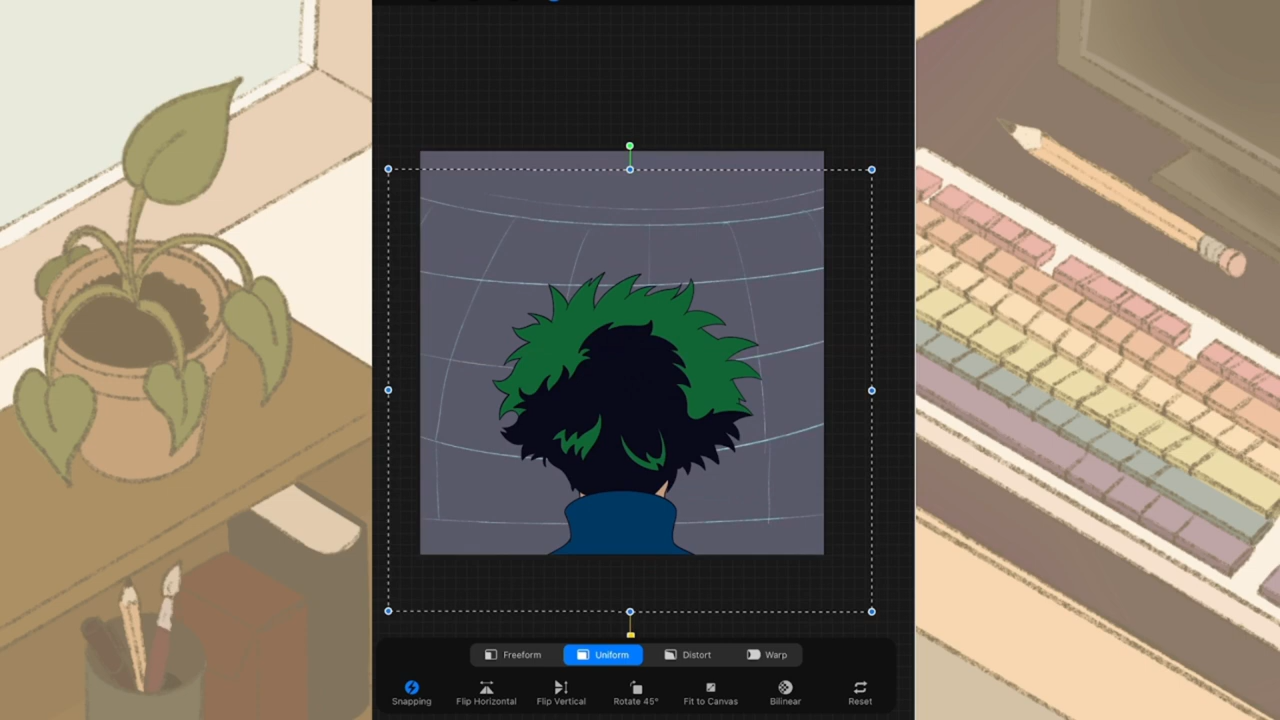 Freeform Uniform Distort Warp
Snapping Flip Horizontal Flip Vertical Rotate 45° Fit to Canvas Bilinear Reset